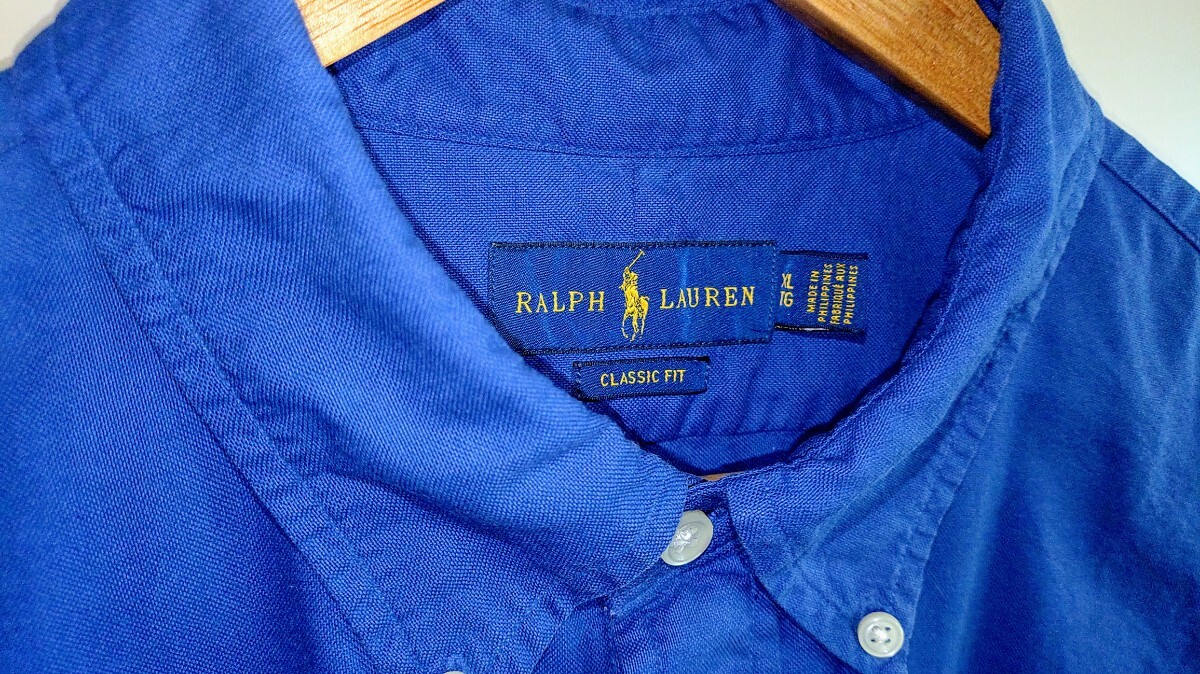 RALPH LAUREN
CLASSIC FIT
XL
TG
MADE IN
PHILIPPINES
FABRIQUÉ AUX
PHILIPPINES